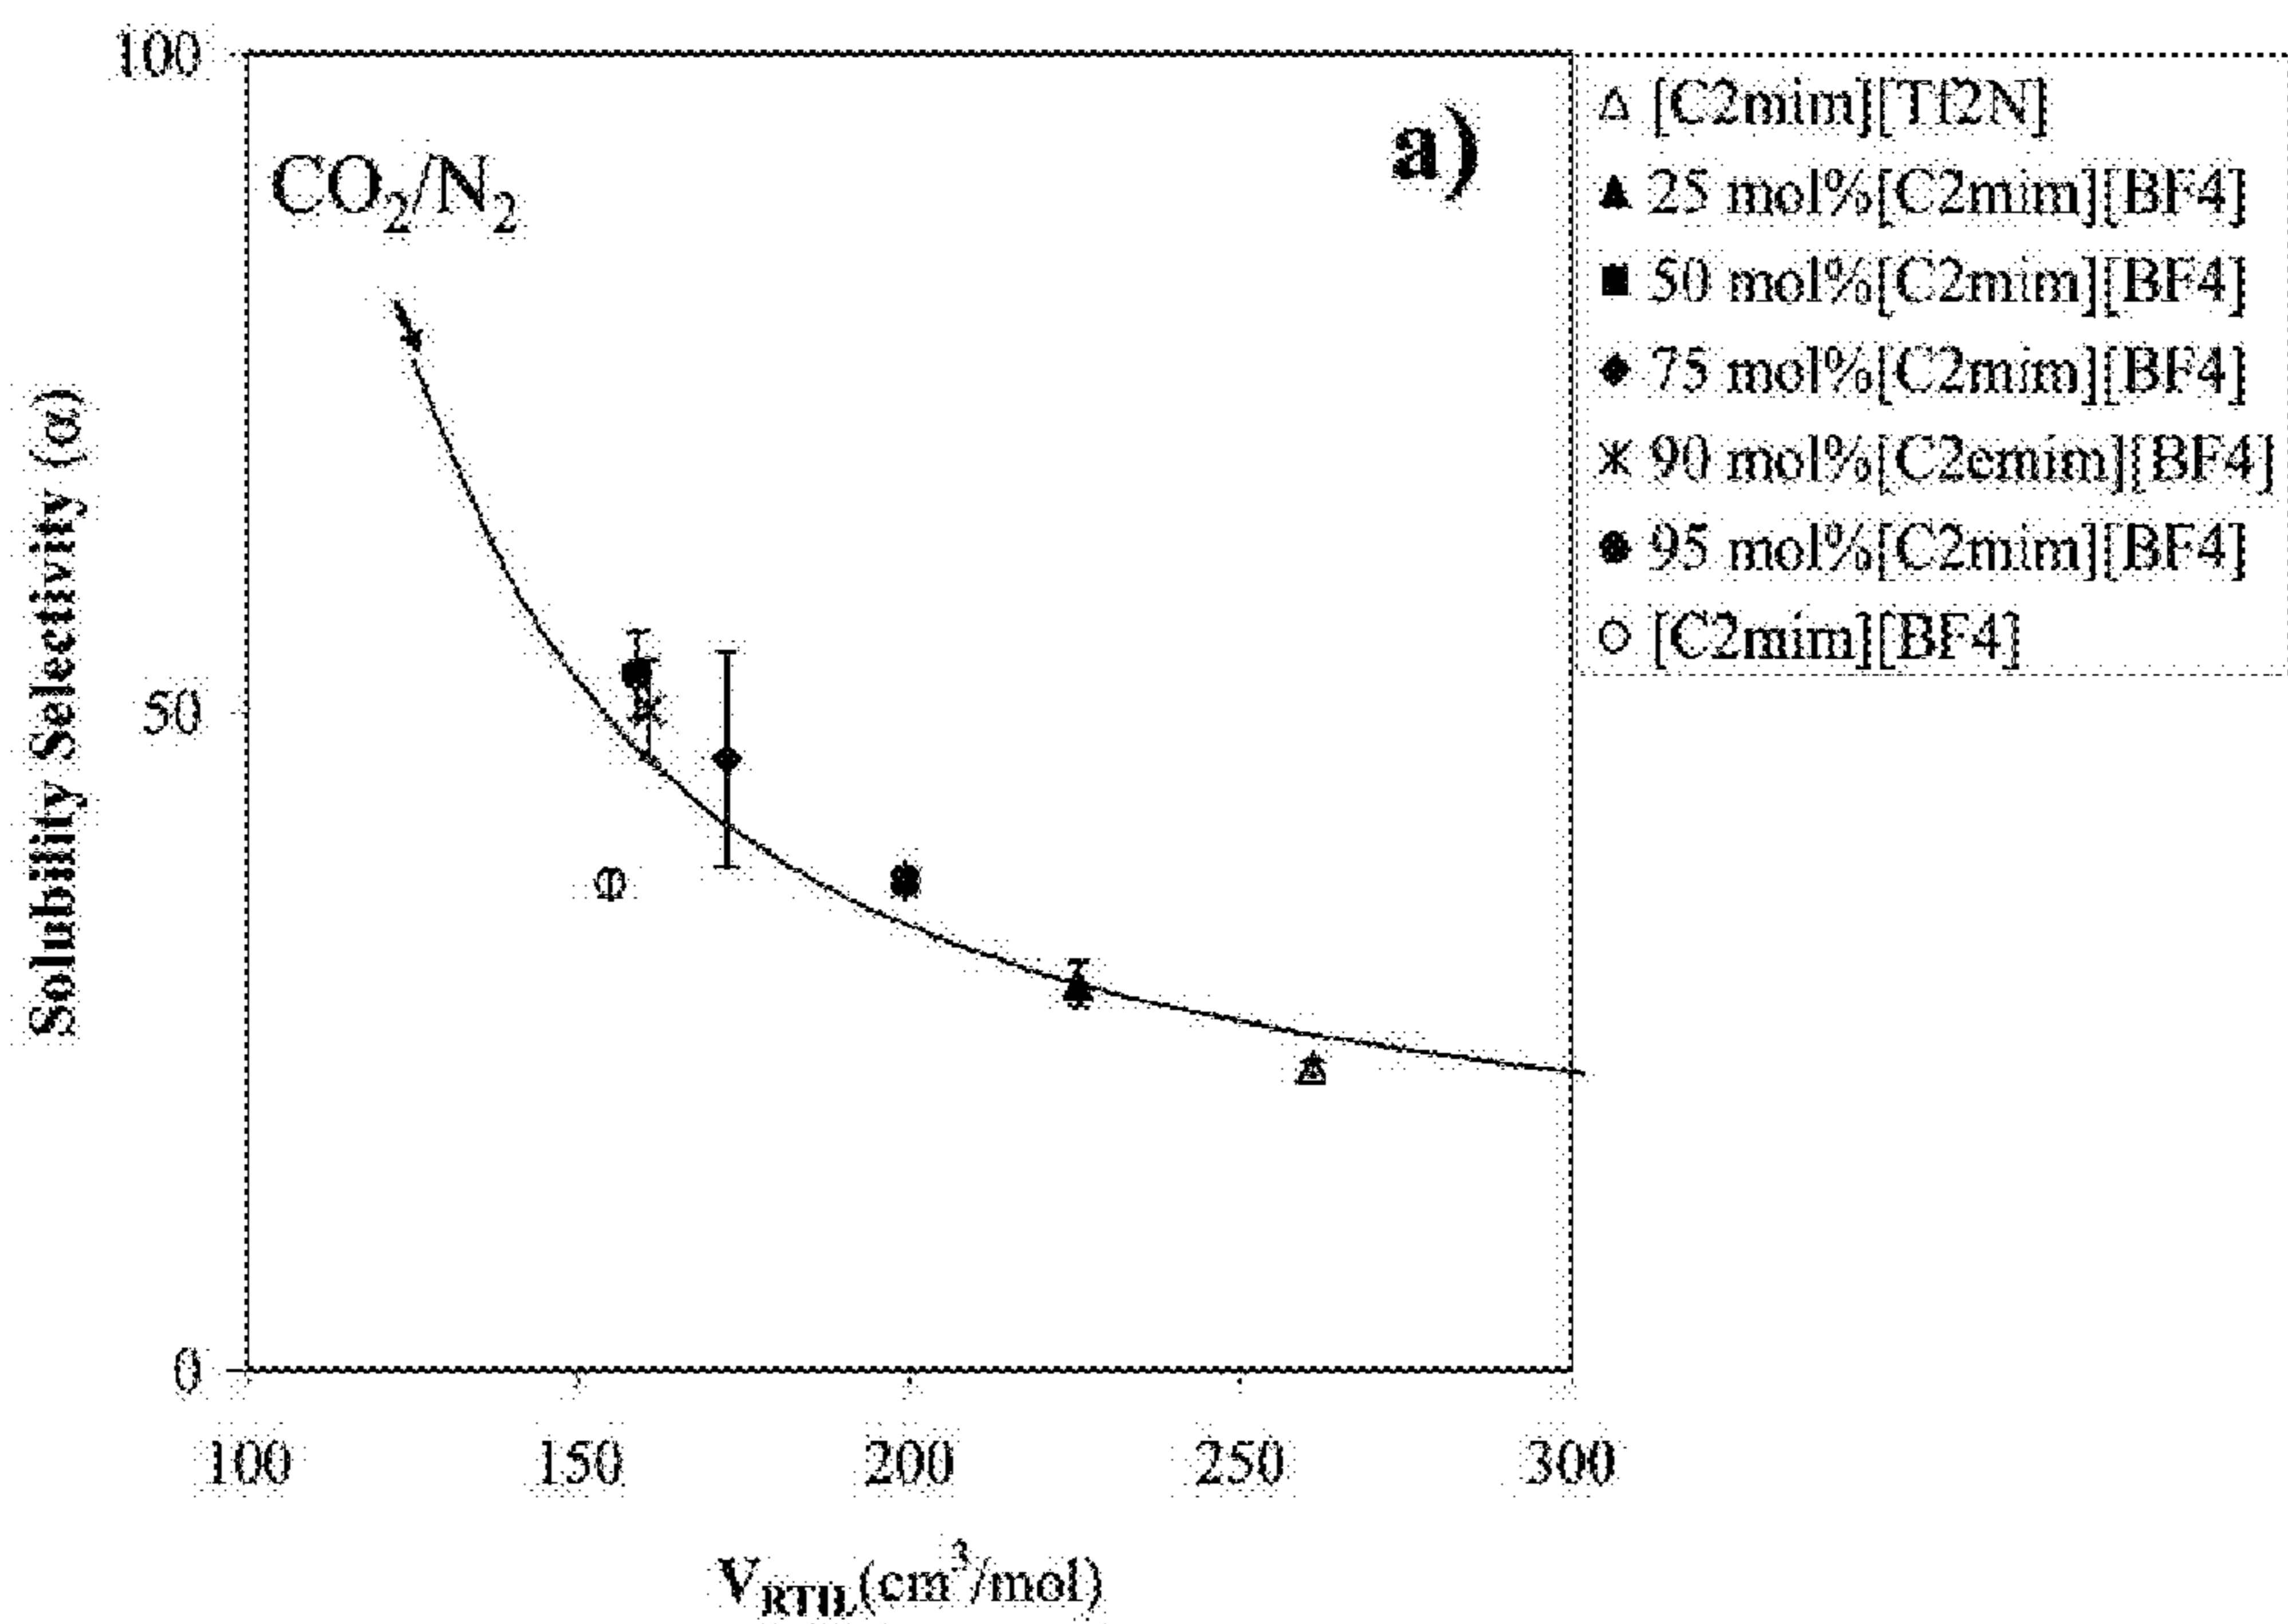 100
CO₂/N₂
a)
△ [C2mim][Tf2N]
▲ 25 mol%[C2mim][BF4]
■ 50 mol%[C2mim][BF4]
◆ 75 mol%[C2mim][BF4]
✳ 90 mol%[C2emim][BF4]
● 95 mol%[C2mim][BF4]
○ [C2mim][BF4]
Solubility Selectivity (α)
50
0
100 150 200 250 300
V_RTIL(cm³/mol)